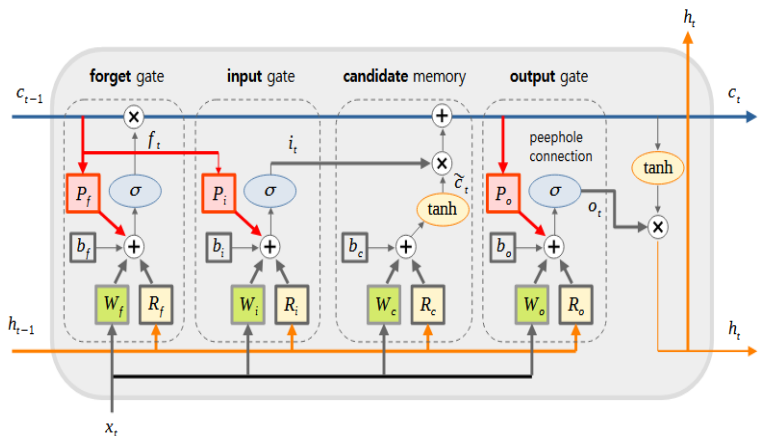 h_t
forget gate
input gate
candidate memory
output gate
c_{t-1}
c_t
×
+
f_t
i_t
peephole
connection
P_f
σ
P_i
σ
×
c̃_t
tanh
P_o
σ
o_t
tanh
×
b_f
+
b_i
+
b_c
+
b_o
+
W_f
R_f
W_i
R_i
W_c
R_c
W_o
R_o
h_{t-1}
h_t
x_t